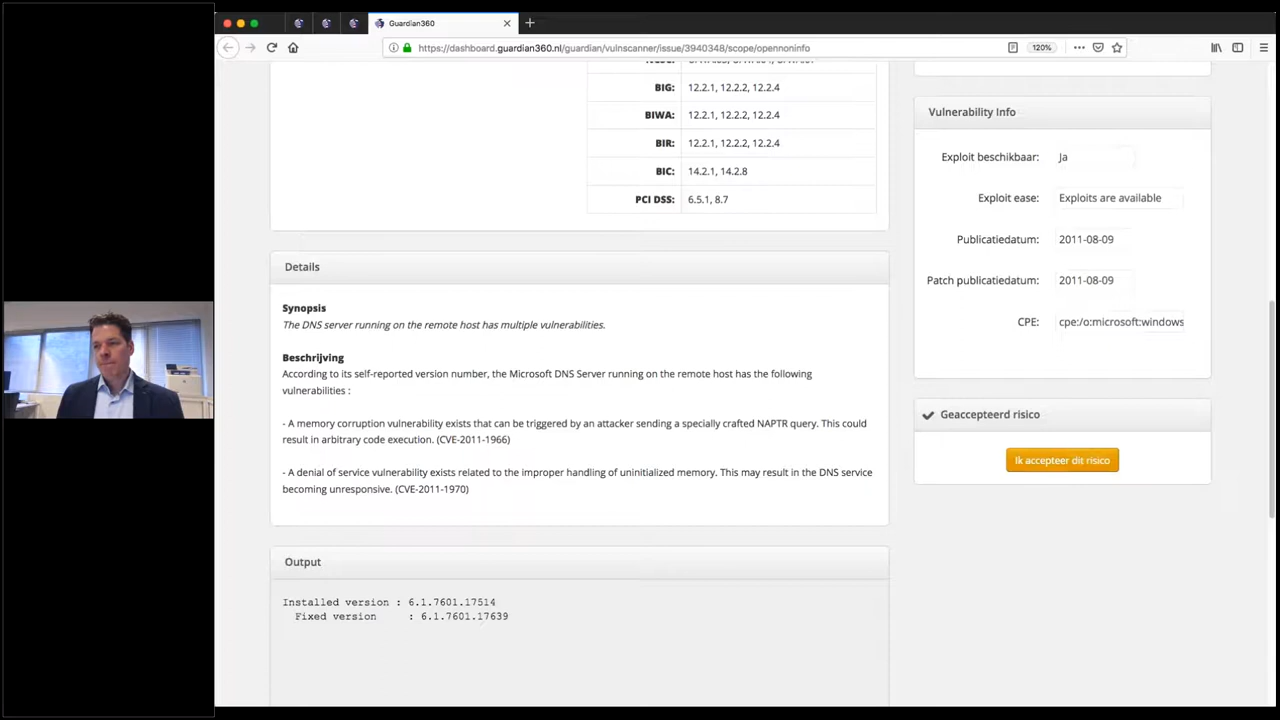 Guardian360
https://dashboard.guardian360.nl/guardian/vulnscanner/issue/3940348/scope/opennoninfo
120%
BIG: 12.2.1, 12.2.2, 12.2.4
BIWA: 12.2.1, 12.2.2, 12.2.4
BIR: 12.2.1, 12.2.2, 12.2.4
BIC: 14.2.1, 14.2.8
PCI DSS: 6.5.1, 8.7
Details
Synopsis
The DNS server running on the remote host has multiple vulnerabilities.
Beschrijving
According to its self-reported version number, the Microsoft DNS Server running on the remote host has the following
vulnerabilities :
- A memory corruption vulnerability exists that can be triggered by an attacker sending a specially crafted NAPTR query. This could
result in arbitrary code execution. (CVE-2011-1966)
- A denial of service vulnerability exists related to the improper handling of uninitialized memory. This may result in the DNS service
becoming unresponsive. (CVE-2011-1970)
Output
Installed version : 6.1.7601.17514
Fixed version : 6.1.7601.17639
Vulnerability Info
Exploit beschikbaar: Ja
Exploit ease: Exploits are available
Publicatiedatum: 2011-08-09
Patch publicatiedatum: 2011-08-09
CPE: cpe:/o:microsoft:windows
Geaccepteerd risico
Ik accepteer dit risico